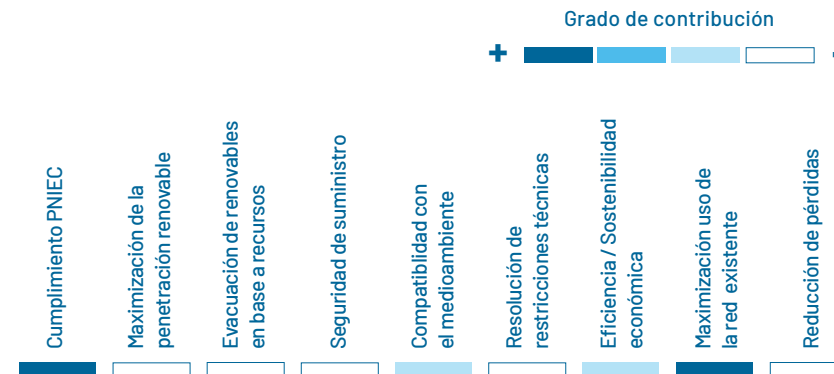 Grado de contribución
+
Cumplimiento PNIEC
Maximización de la
penetración renovable
Evacuación de renovables
en base a recursos
Seguridad de suministro
Compatiblidad con
el medioambiente
Resolución de
restricciones técnicas
Eficiencia / Sostenibilidad
económica
Maximización uso de
la red existente
Reducción de pérdidas